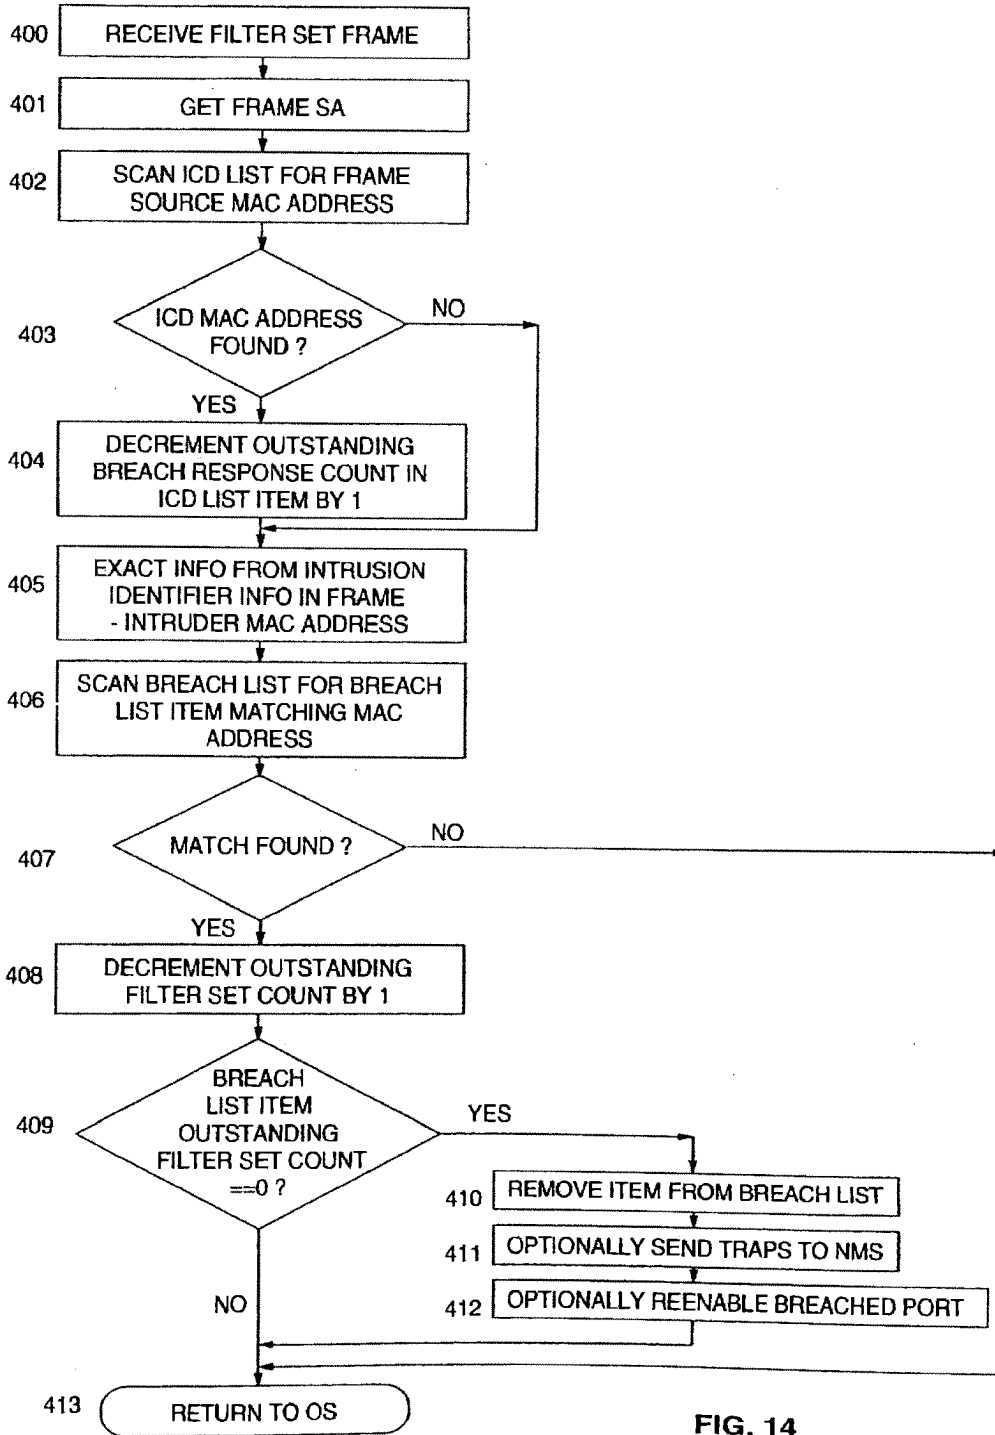 400 RECEIVE FILTER SET FRAME
401 GET FRAME SA
402 SCAN ICD LIST FOR FRAME
SOURCE MAC ADDRESS
403 ICD MAC ADDRESS
FOUND ?
NO
YES
404 DECREMENT OUTSTANDING
BREACH RESPONSE COUNT IN
ICD LIST ITEM BY 1
405 EXACT INFO FROM INTRUSION
IDENTIFIER INFO IN FRAME
- INTRUDER MAC ADDRESS
406 SCAN BREACH LIST FOR BREACH
LIST ITEM MATCHING MAC
ADDRESS
407 MATCH FOUND ?
NO
YES
408 DECREMENT OUTSTANDING
FILTER SET COUNT BY 1
409 BREACH
LIST ITEM
OUTSTANDING
FILTER SET COUNT
==0 ?
YES
410 REMOVE ITEM FROM BREACH LIST
411 OPTIONALLY SEND TRAPS TO NMS
412 OPTIONALLY REENABLE BREACHED PORT
NO
413 RETURN TO OS
FIG. 14